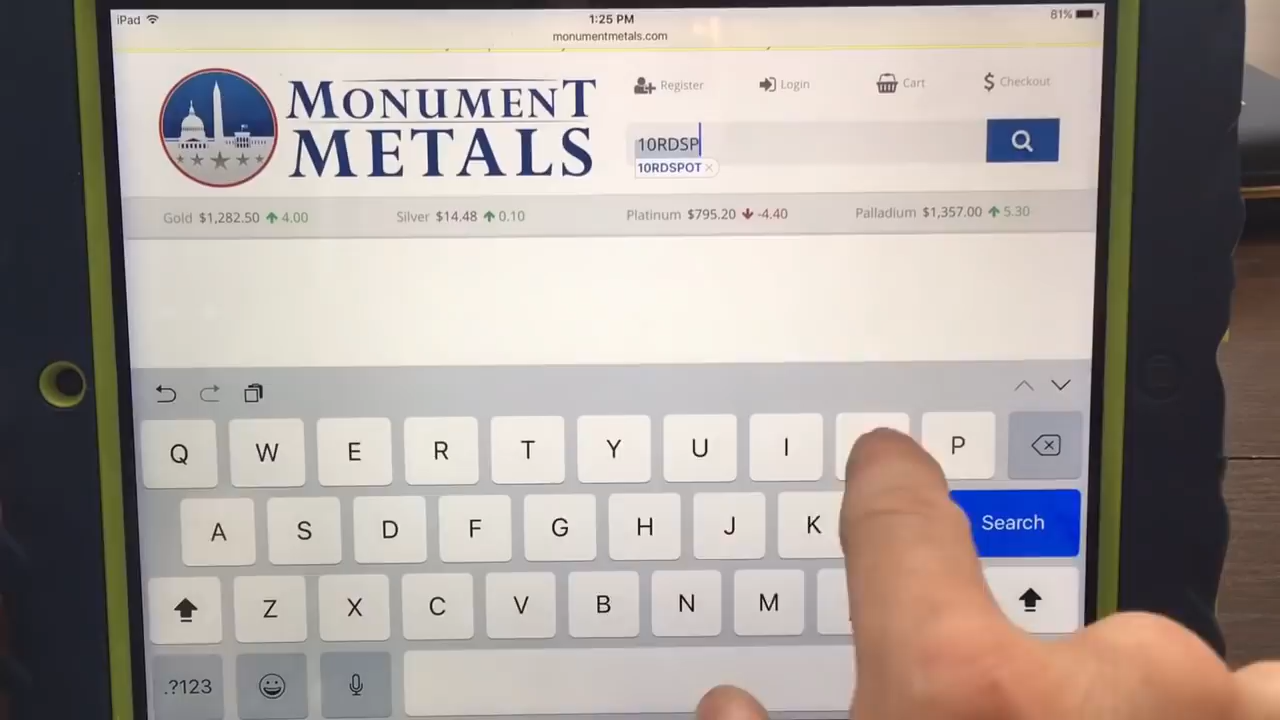 iPad 1:25 PM 81%
monumentmetals.com
MONUMENT
METALS
Register Login Cart $ Checkout
10RDSP
10RDSPOT ×
Gold $1,282.50 4.00 Silver $14.48 0.10 Platinum $795.20 -4.40 Palladium $1,357.00 5.30
Q W E R T Y U I P
A S D F G H J K Search
Z X C V B N M
.?123